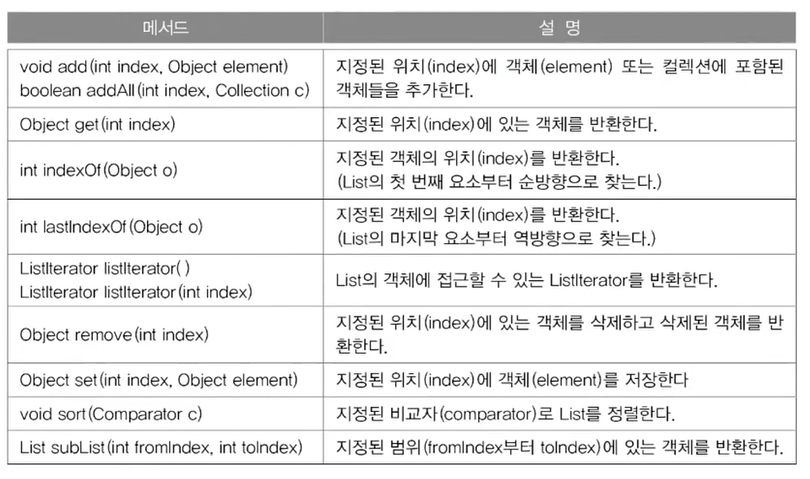 메서드 설 명
void add(int index, Object element) 지정된 위치(index)에 객체(element) 또는 컬렉션에 포함된
boolean addAll(int index, Collection c) 객체들을 추가한다.
Object get(int index) 지정된 위치(index)에 있는 객체를 반환한다.
int indexOf(Object o) 지정된 객체의 위치(index)를 반환한다.
(List의 첫 번째 요소부터 순방향으로 찾는다.)
int lastIndexOf(Object o) 지정된 객체의 위치(index)를 반환한다.
(List의 마지막 요소부터 역방향으로 찾는다.)
ListIterator listIterator( )
ListIterator listIterator(int index) List의 객체에 접근할 수 있는 ListIterator를 반환한다.
Object remove(int index) 지정된 위치(index)에 있는 객체를 삭제하고 삭제된 객체를 반
환한다.
Object set(int index, Object element) 지정된 위치(index)에 객체(element)를 저장한다
void sort(Comparator c) 지정된 비교자(comparator)로 List를 정렬한다.
List subList(int fromIndex, int toIndex) 지정된 범위(fromIndex부터 toIndex)에 있는 객체를 반환한다.